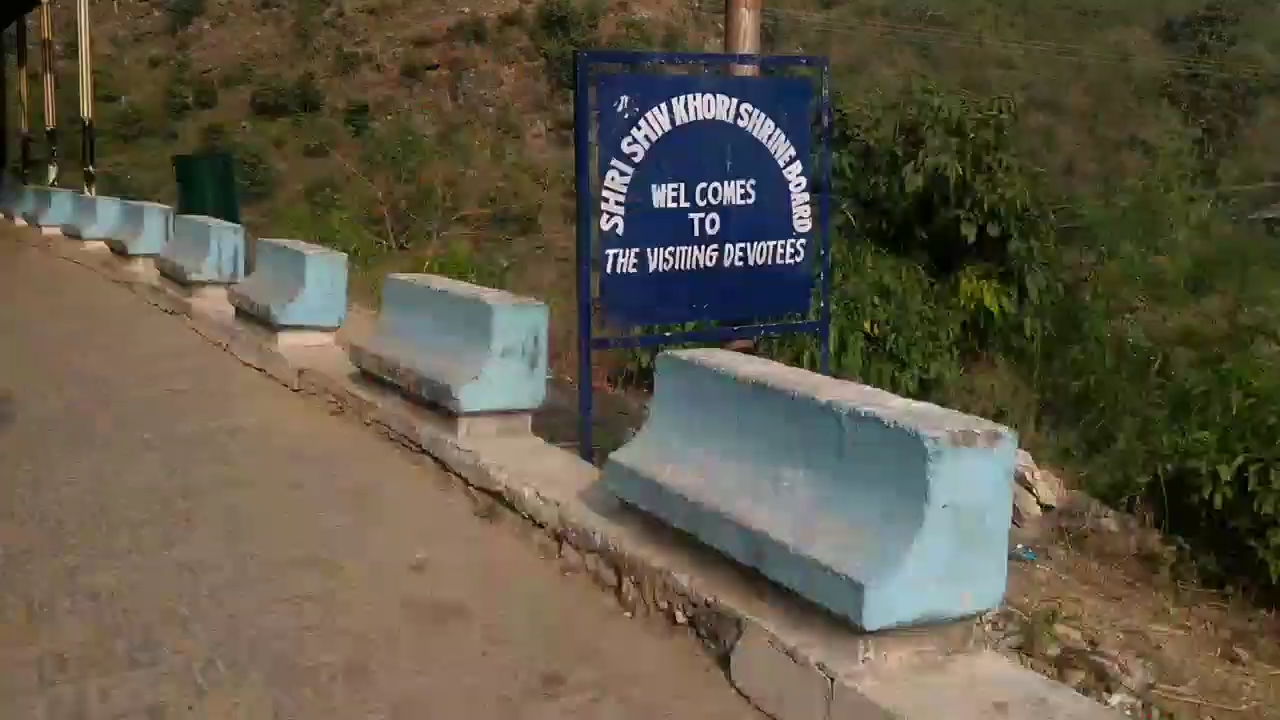 SHRI SHIV KHORI SHRINE BOARD
WEL COMES
TO
THE VISITING DEVOTEES